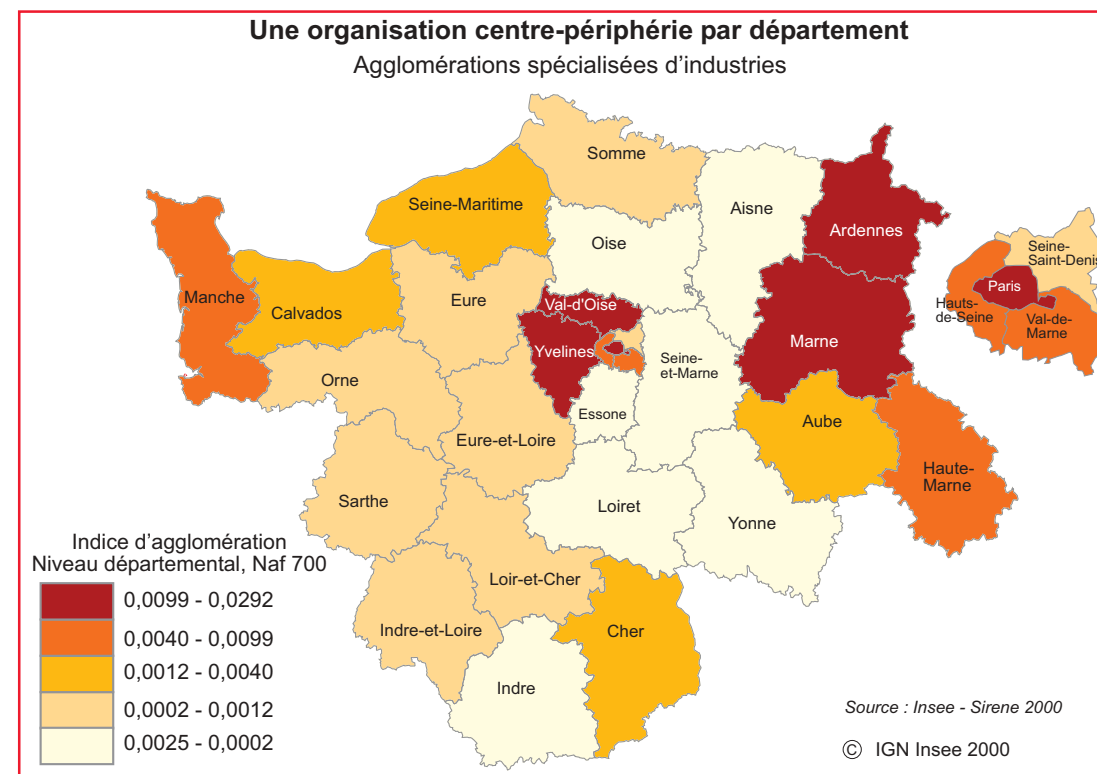 Une organisation centre-périphérie par département
Agglomérations spécialisées d'industries
Somme
Seine-Maritime
Aisne
Oise
Ardennes
Seine-
Saint-Denis
Manche
Calvados
Eure
Val-d'Oise
Paris
Hauts-
de-Seine
Val-de-
Marne
Yvelines
Seine-
et-Marne
Marne
Orne
Essone
Aube
Eure-et-Loire
Haute-
Marne
Sarthe
Loiret
Yonne
Loir-et-Cher
Indre-et-Loire
Cher
Indre
Indice d'agglomération
Niveau départemental, Naf 700
0,0099 - 0,0292
0,0040 - 0,0099
0,0012 - 0,0040
0,0002 - 0,0012
0,0025 - 0,0002
Source : Insee - Sirene 2000
© IGN Insee 2000